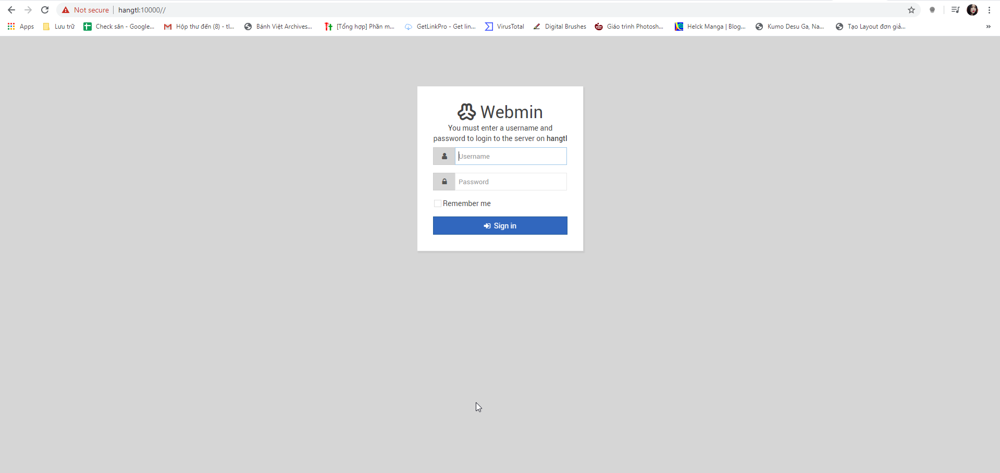 Not secure | hangtl:10000//
Apps Lưu trữ Check săn - Google... Hộp thư đến (8) - tl... Bánh Việt Archives... [Tổng hợp] Phần m... GetLinkPro - Get lin... VirusTotal Digital Brushes Giáo trình Photosh... Helck Manga | Blog... Kumo Desu Ga, Na... Tạo Layout đơn giả... »
Webmin
You must enter a username and
password to login to the server on hangtl
Username
Password
Remember me
Sign in